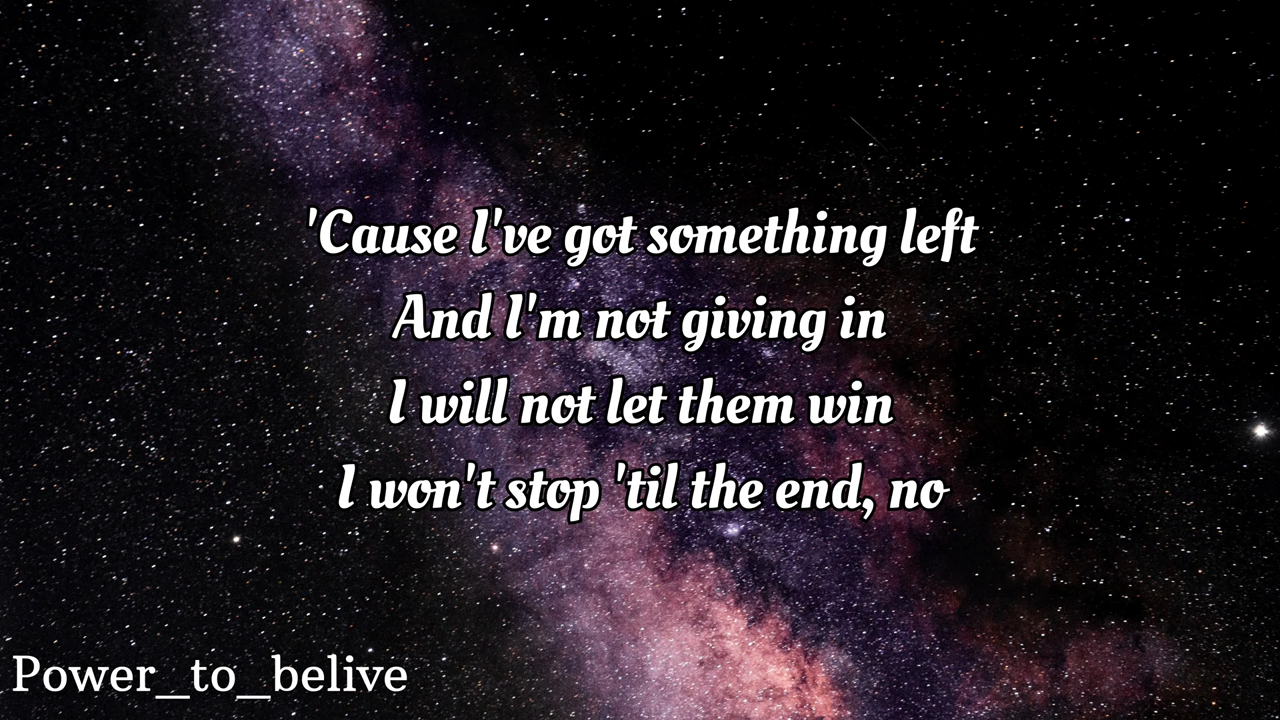 'Cause I've got something left
And I'm not giving in
I will not let them win
I won't stop 'til the end, no
Power_to_belive